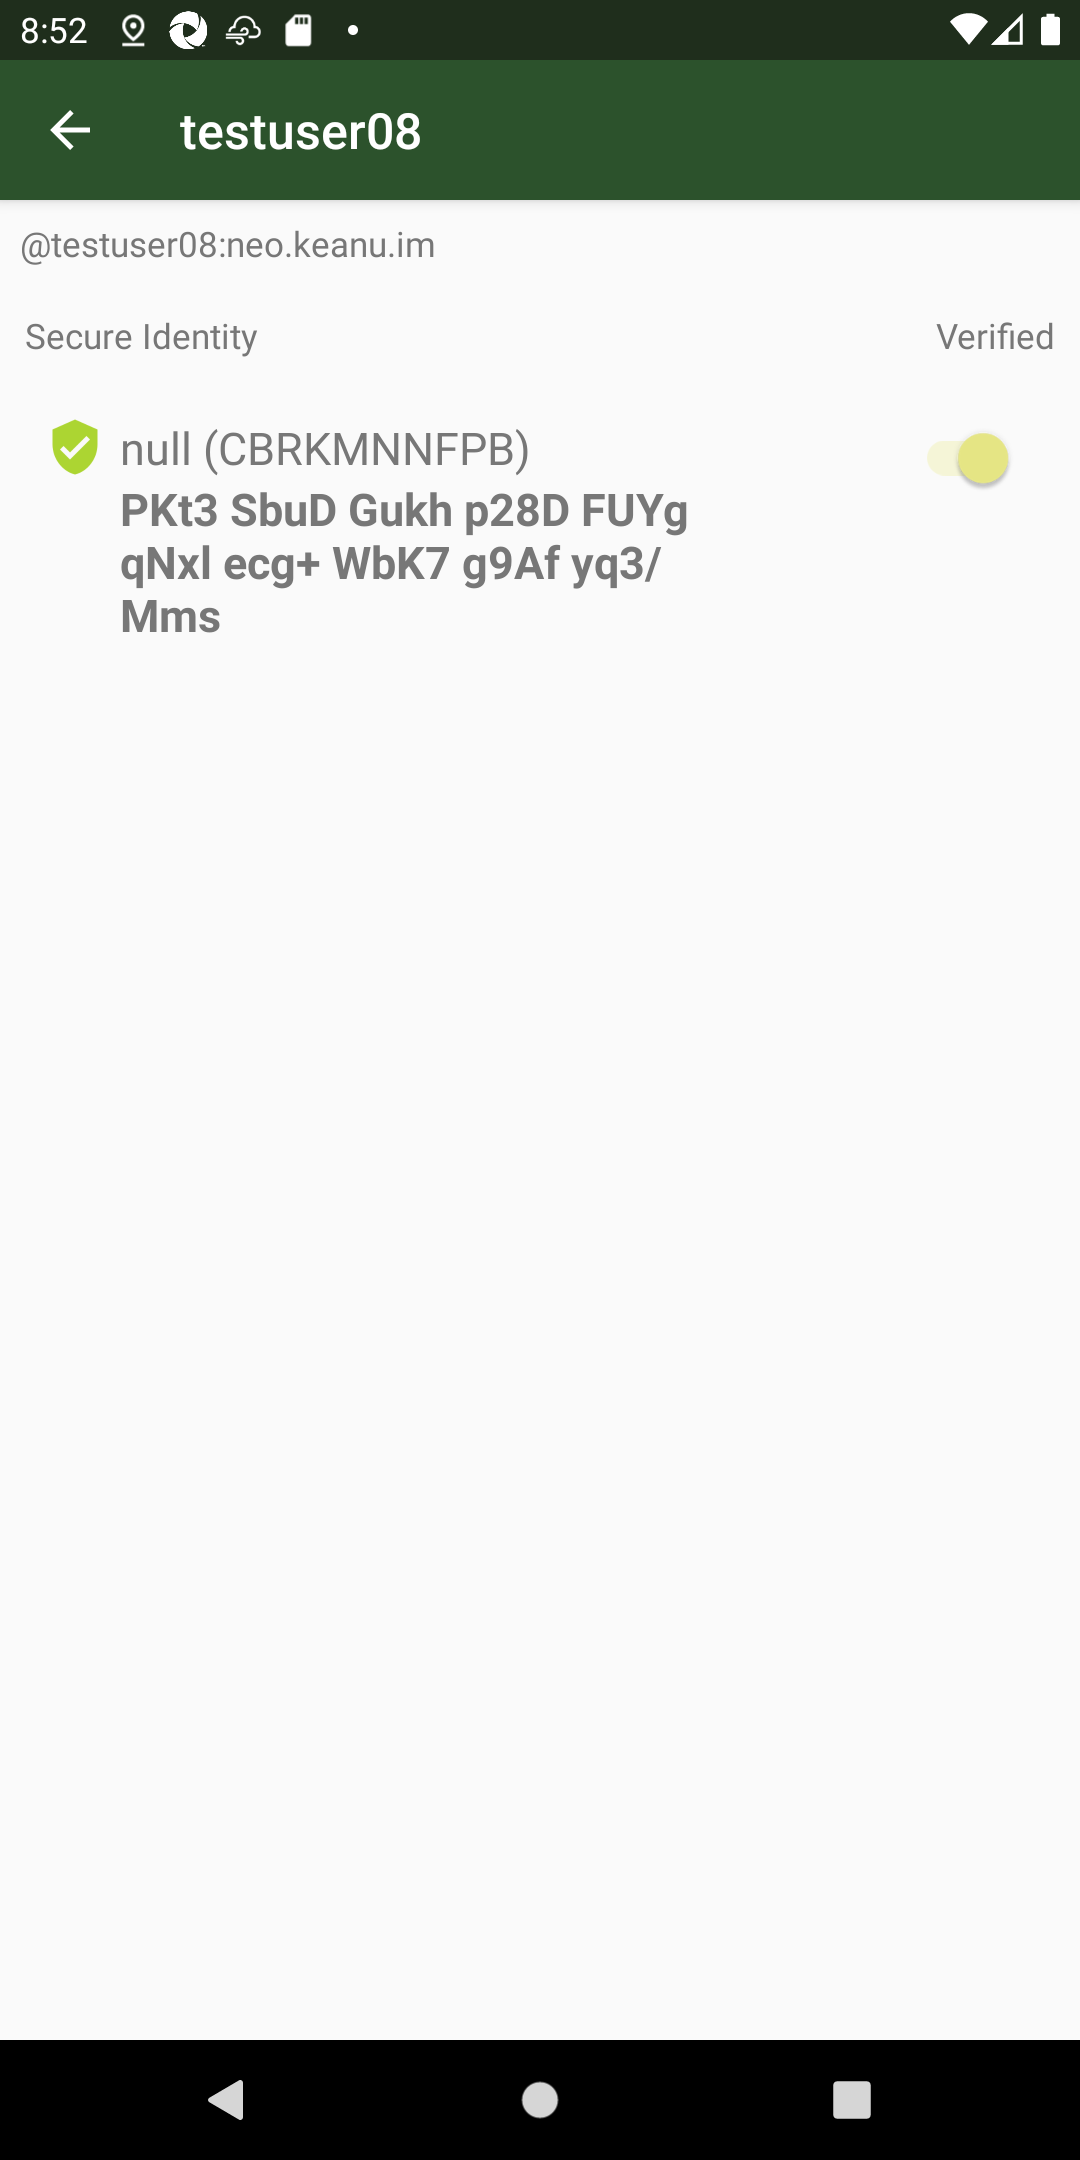 8:52
testuser08
@testuser08:neo.keanu.im
Secure Identity
Verified
null (CBRKMNNFPB)
PKt3 SbuD Gukh p28D FUYg
qNxl ecg+ WbK7 g9Af yq3/
Mms